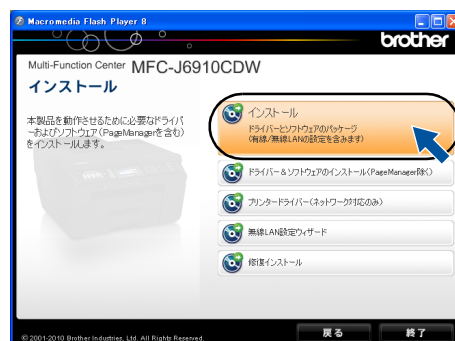 Macromedia Flash Player 8
brother
Multi-Function Center MFC-J6910CDW
インストール
本製品を動作させるために必要なドライバ
ーおよびソフトウェア(PageManagerを含む)
をインストールします。
インストール
ドライバーとソフトウェアのパッケージ
(有線/無線LANの設定を含みます)
ドライバー&ソフトウェアのインストール(PageManager除く)
プリンタードライバー(ネットワーク対応のみ)
無線LAN設定ウィザード
修復インストール
© 2001-2010 Brother Industries, Ltd. All Rights Reserved.
戻る
終了